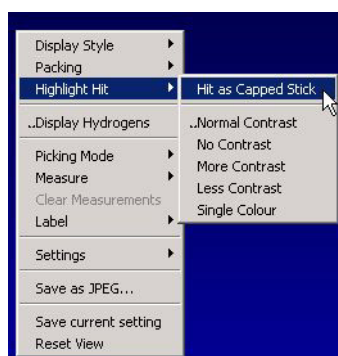 Display Style
Packing
Highlight Hit
..Display Hydrogens
Picking Mode
Measure
Clear Measurements
Label
Settings
Save as JPEG...
Save current setting
Reset View
Hit as Capped Stick
..Normal Contrast
No Contrast
More Contrast
Less Contrast
Single Colour